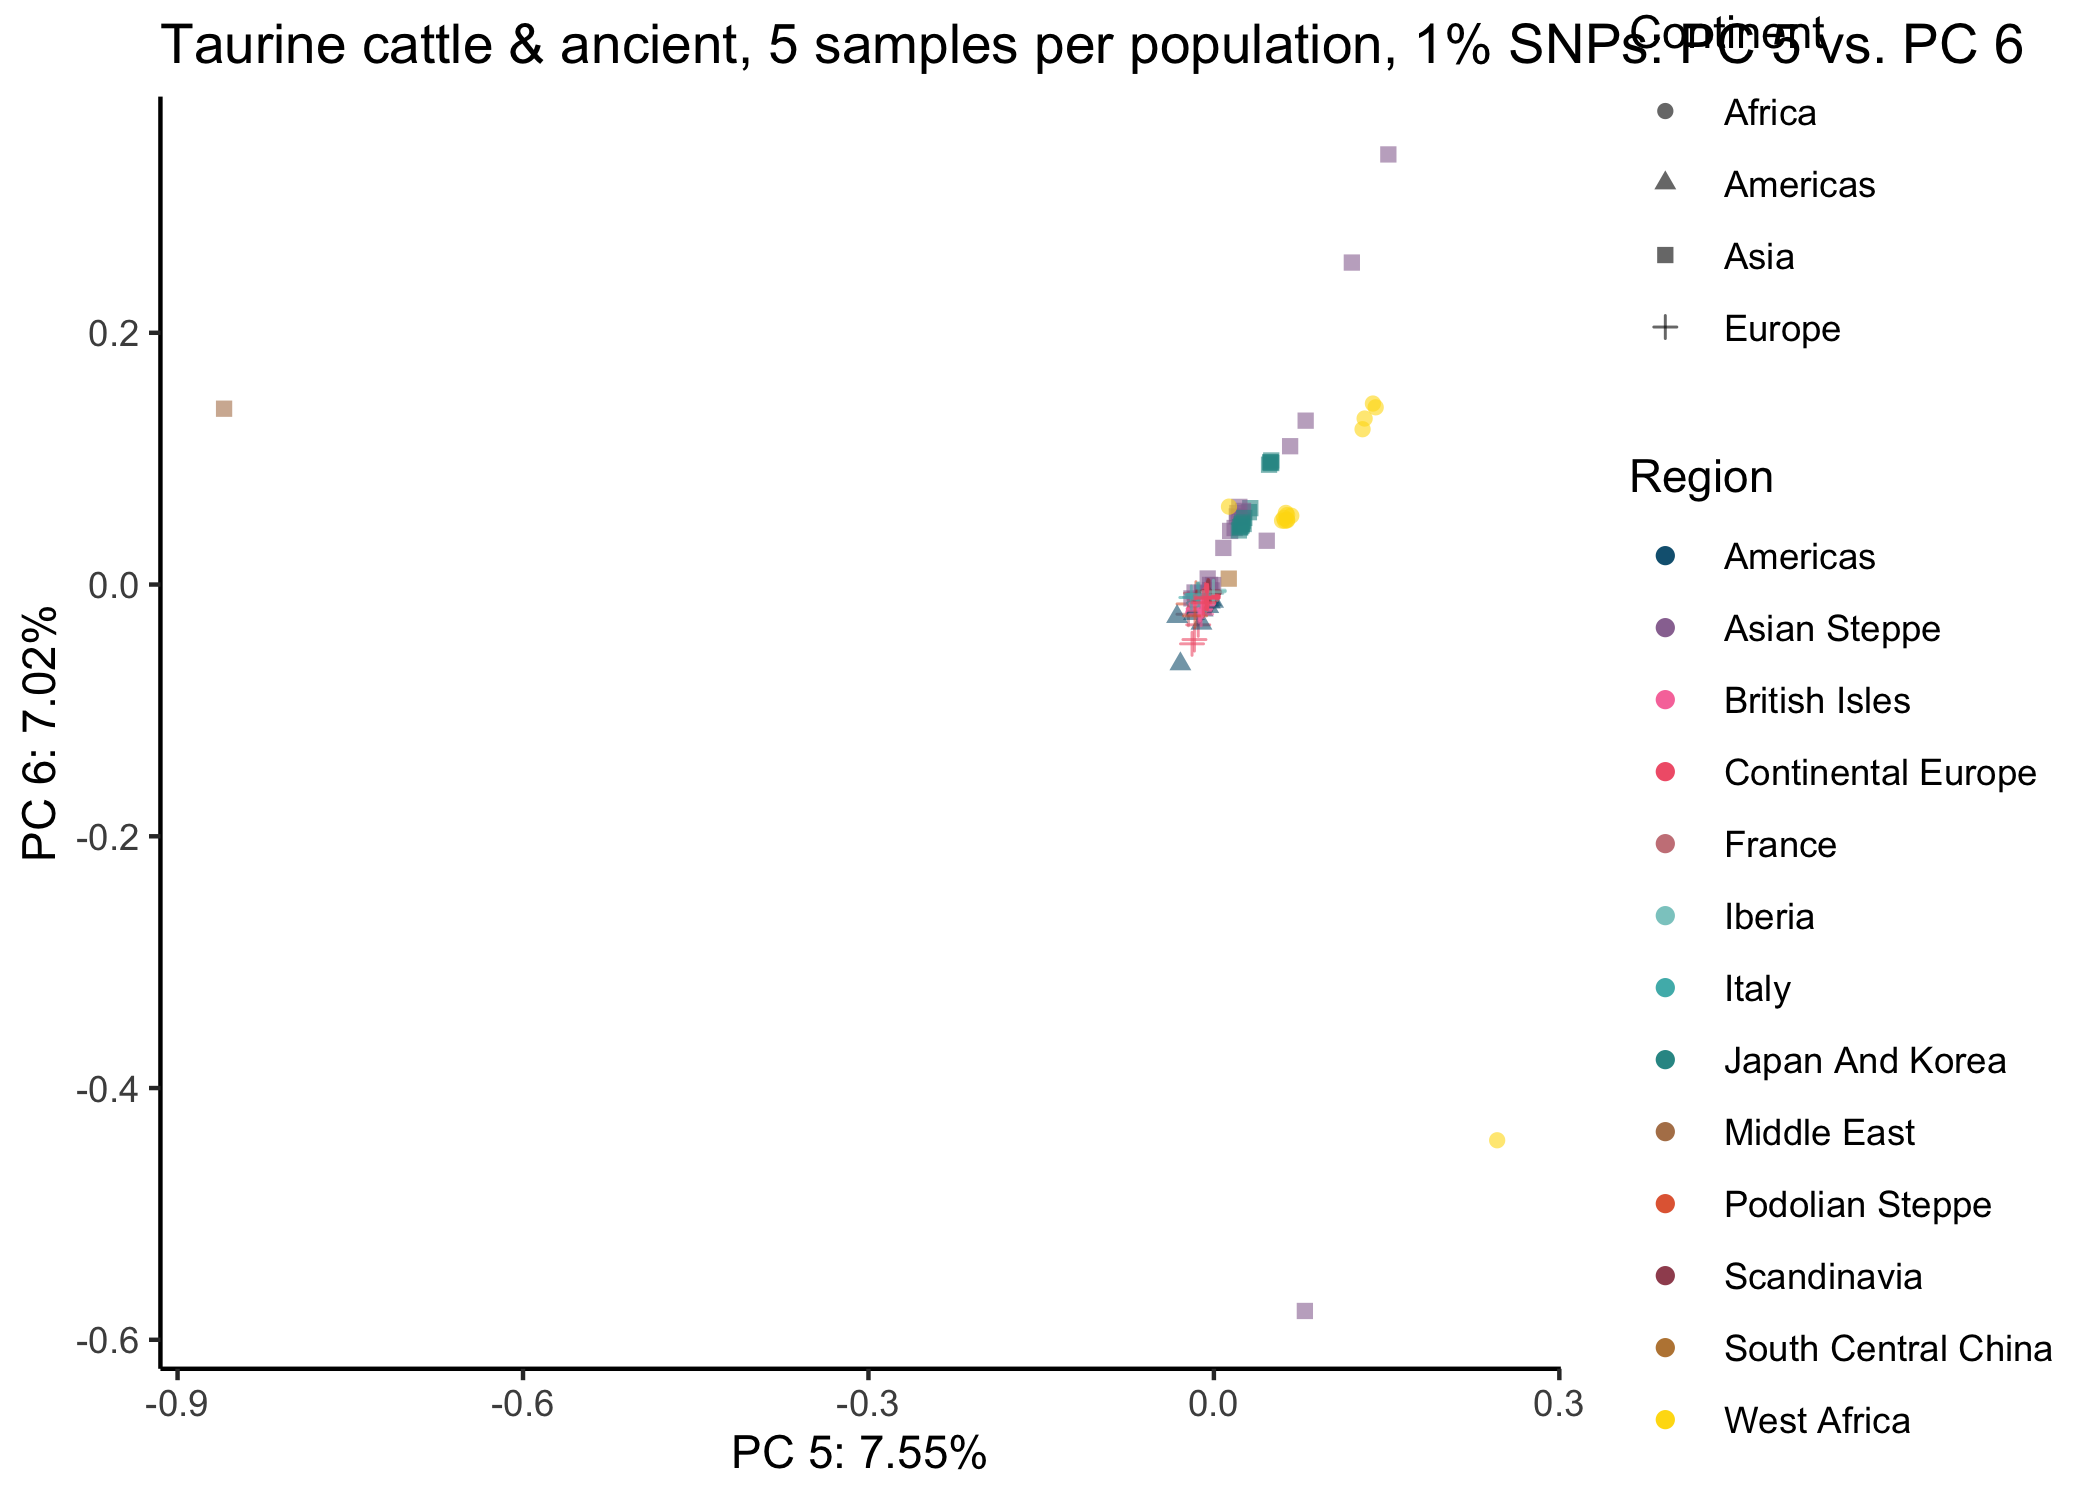 Taurine cattle & ancient, 5 samples per population, 1% SNPs. PC 5 vs. PC 6
Continent
Africa
Americas
Asia
Europe
Region
Americas
Asian Steppe
British Isles
Continental Europe
France
Iberia
Italy
Japan And Korea
Middle East
Podolian Steppe
Scandinavia
South Central China
West Africa
PC 6: 7.02%
0.2
0.0
-0.2
-0.4
-0.6
-0.9
-0.6
-0.3
0.0
0.3
PC 5: 7.55%